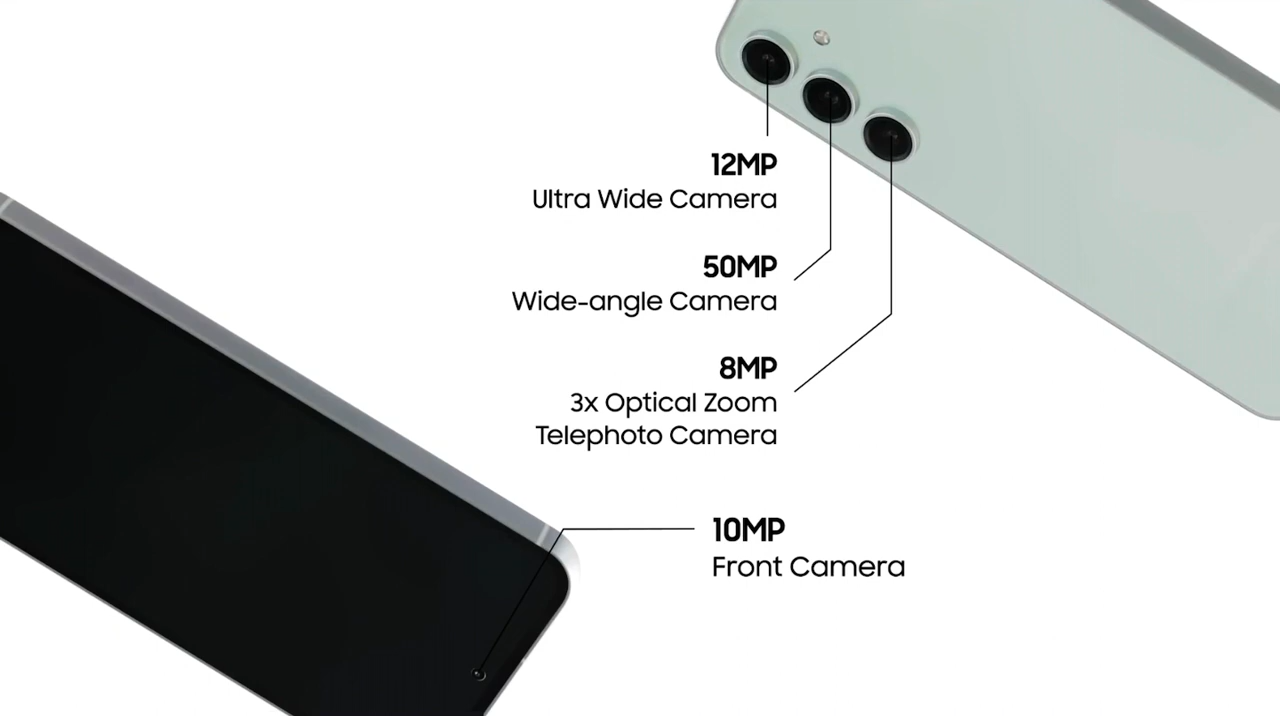 12MP
Ultra Wide Camera
50MP
Wide-angle Camera
8MP
3x Optical Zoom
Telephoto Camera
10MP
Front Camera